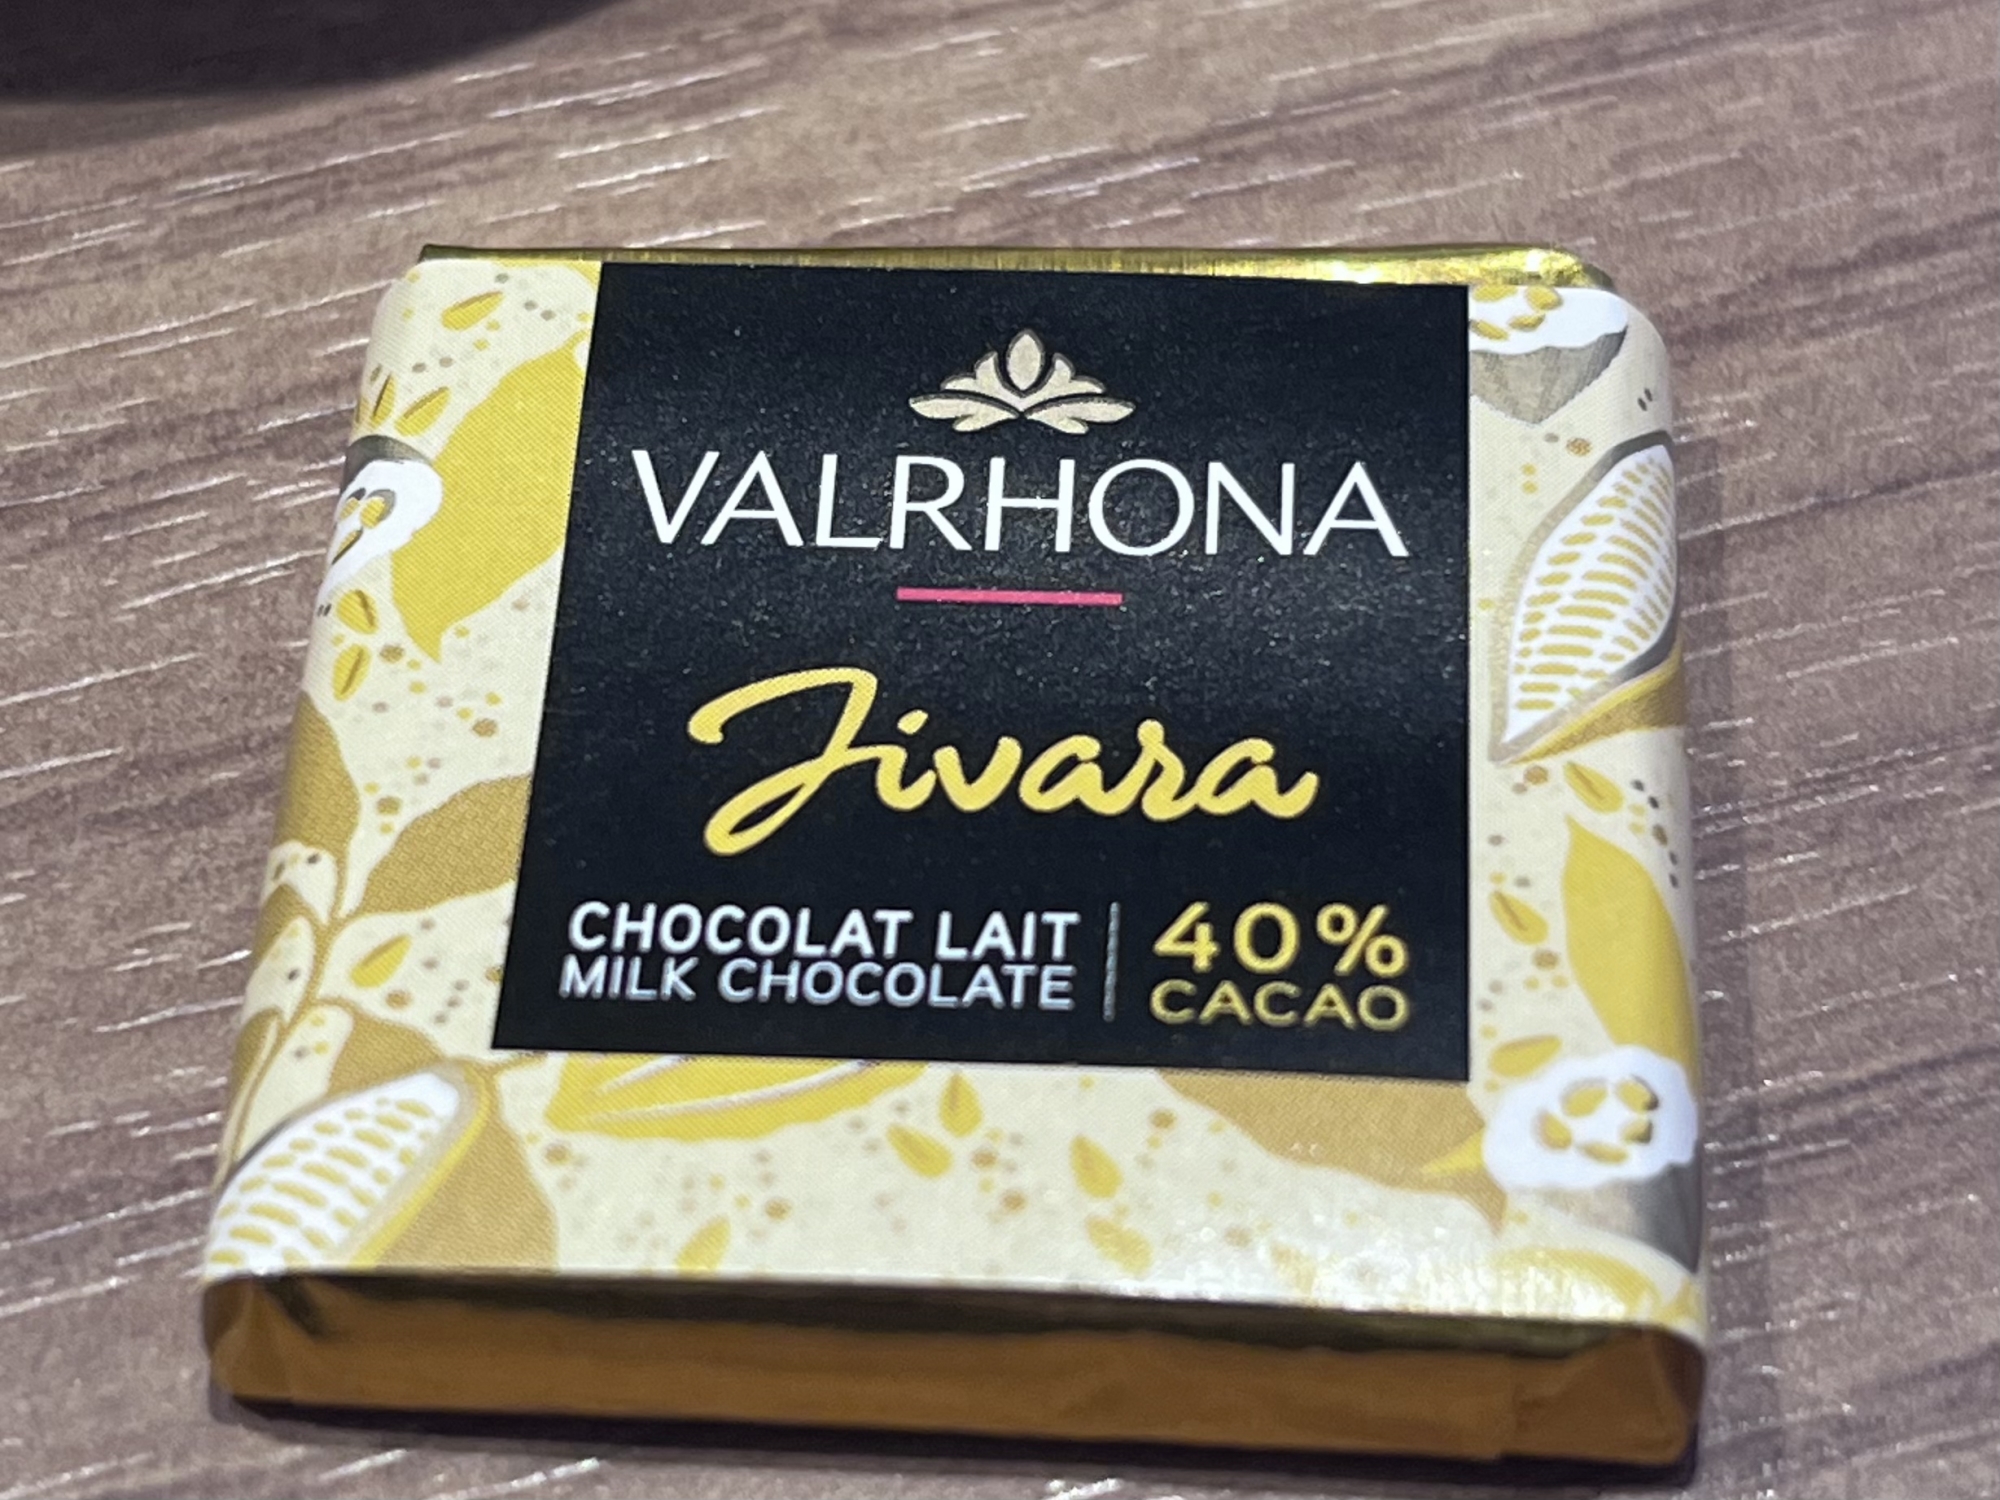 VALRHONA
Jivara
CHOCOLAT LAIT
MILK CHOCOLATE
40%
CACAO